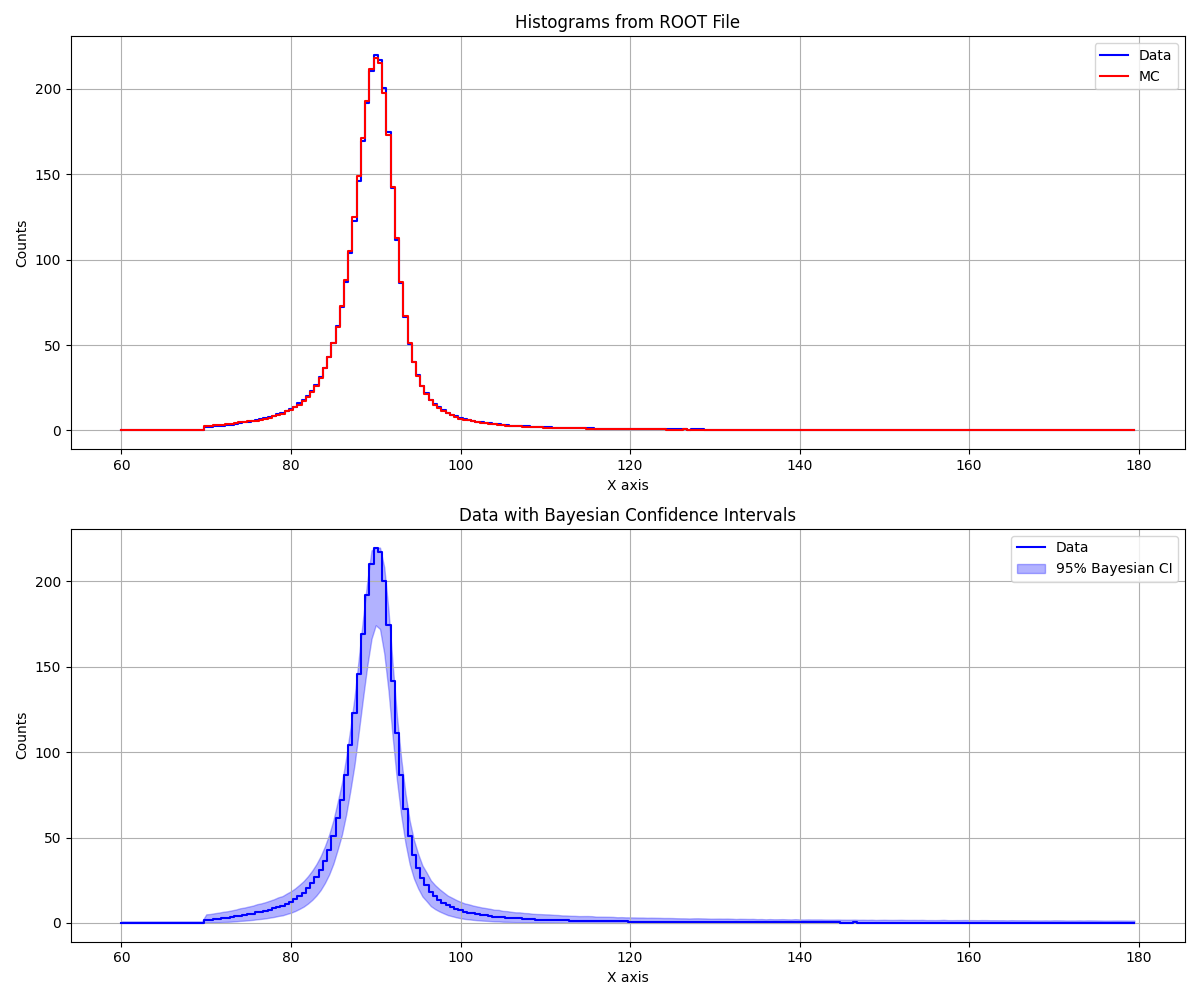 Histograms from ROOT File
Data
MC
200
150
100
50
0
Counts
60 80 100 120 140 160 180
X axis
Data with Bayesian Confidence Intervals
Data
95% Bayesian CI
200
150
100
50
0
Counts
60 80 100 120 140 160 180
X axis